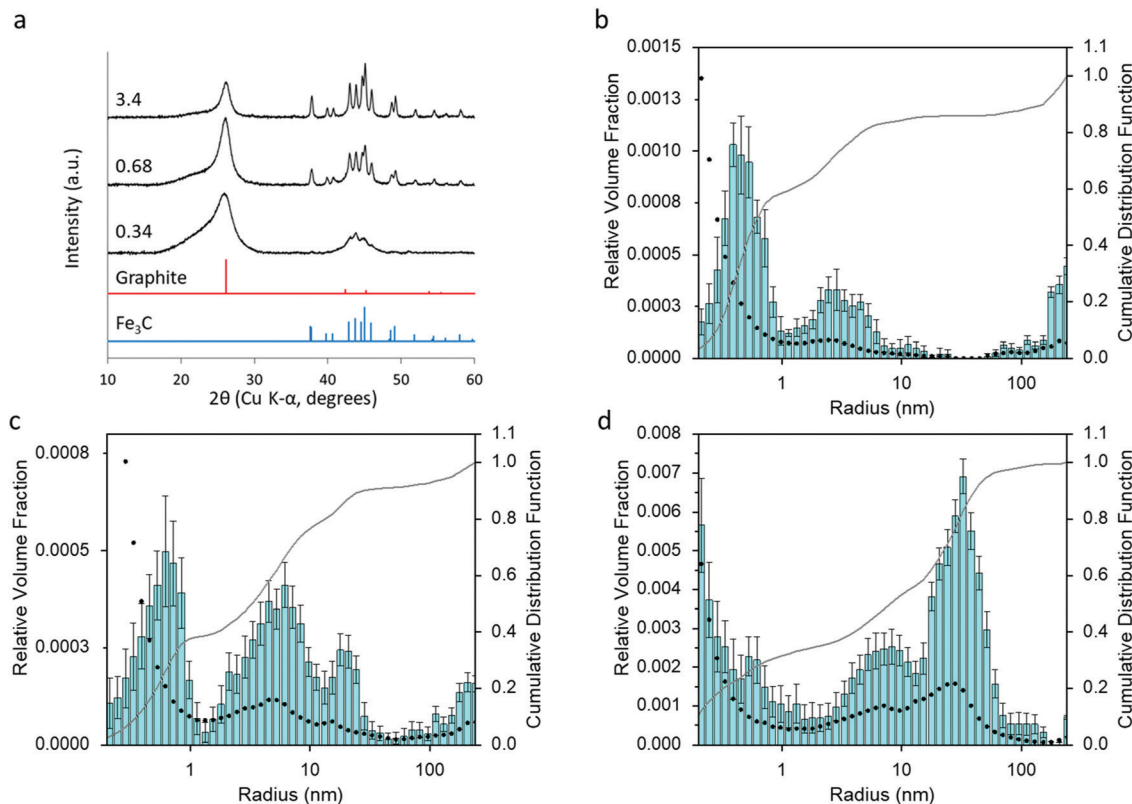 a
3.4
0.68
0.34
Graphite
Fe₃C
Intensity (a.u.)
10 20 30 40 50 60
2θ (Cu K-α, degrees)
b
0.0015
0.0013
0.0010
0.0008
0.0005
0.0003
0.0000
Relative Volume Fraction
1.1
1.0
0.8
0.6
0.4
0.2
0.0
Cumulative Distribution Function
1 10 100
Radius (nm)
c
0.0008
0.0005
0.0003
0.0000
Relative Volume Fraction
1.1
1.0
0.8
0.6
0.4
0.2
0.0
Cumulative Distribution Function
1 10 100
Radius (nm)
d
0.008
0.007
0.006
0.005
0.004
0.003
0.002
0.001
0.000
Relative Volume Fraction
1.1
1.0
0.8
0.6
0.4
0.2
0.0
Cumulative Distribution Function
1 10 100
Radius (nm)